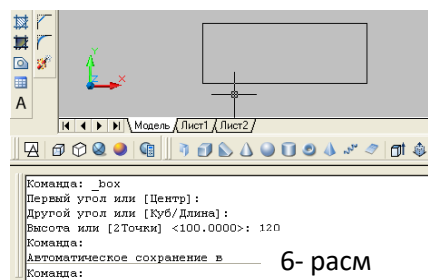 Y
X
Z
A
Модель Лист1 Лист2
Команда: _box
Первый угол или [Центр]:
Другой угол или [Куб/Длина]:
Высота или [2Точки] <100.0000>: 120
Команда:
Автоматическое сохранение в
Команда:
6- расм